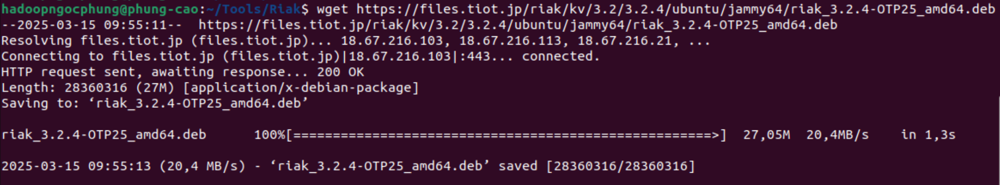 hadoopngocphung@phung-cao:~/Tools/Riak$ wget https://files.tiot.jp/riak/kv/3.2/3.2.4/ubuntu/jammy64/riak_3.2.4-OTP25_amd64.deb
--2025-03-15 09:55:11--  https://files.tiot.jp/riak/kv/3.2/3.2.4/ubuntu/jammy64/riak_3.2.4-OTP25_amd64.deb
Resolving files.tiot.jp (files.tiot.jp)... 18.67.216.103, 18.67.216.113, 18.67.216.21, ...
Connecting to files.tiot.jp (files.tiot.jp)|18.67.216.103|:443... connected.
HTTP request sent, awaiting response... 200 OK
Length: 28360316 (27M) [application/x-debian-package]
Saving to: ‘riak_3.2.4-OTP25_amd64.deb’
riak_3.2.4-OTP25_amd64.deb      100%[=====================================================>]  27,05M  20,4MB/s    in 1,3s
2025-03-15 09:55:13 (20,4 MB/s) - ‘riak_3.2.4-OTP25_amd64.deb’ saved [28360316/28360316]